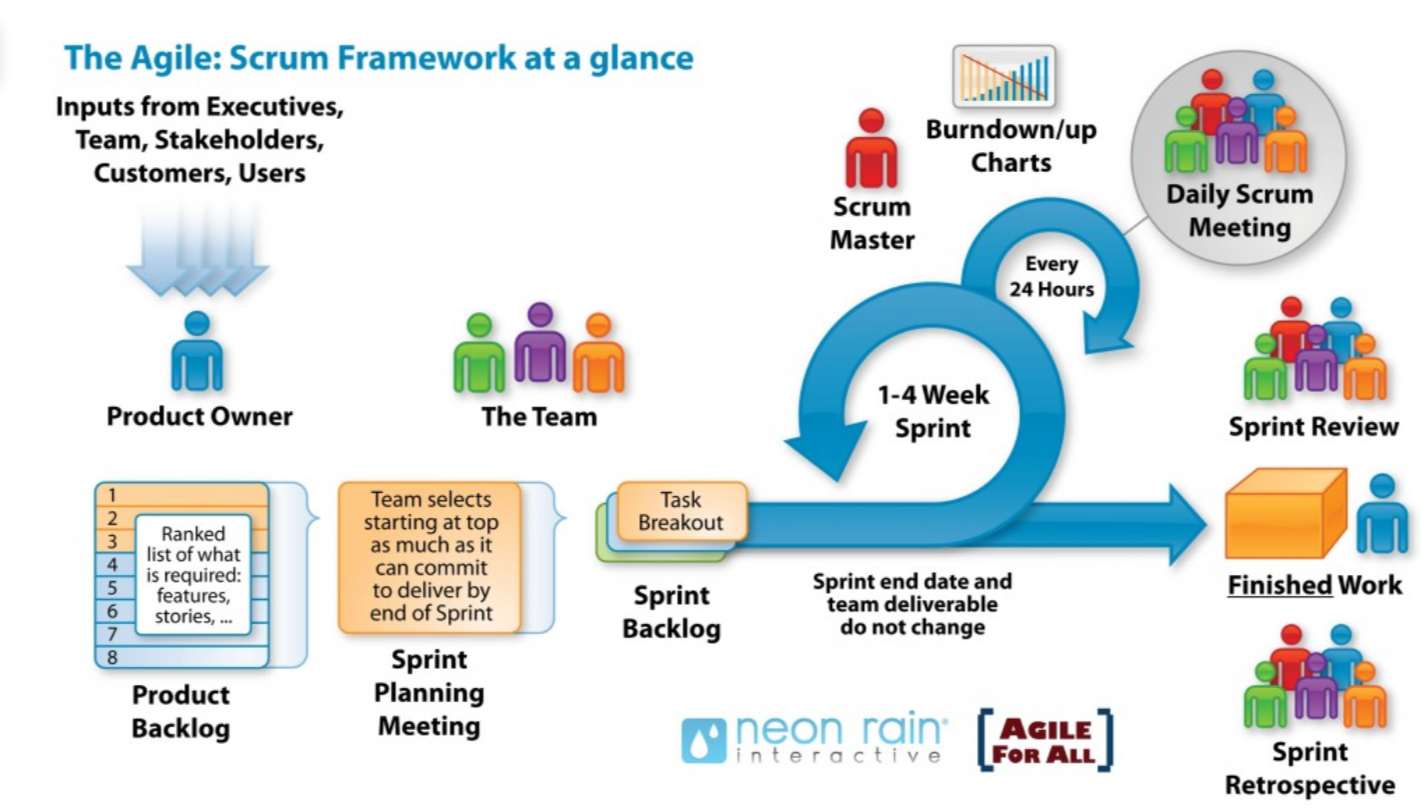 The Agile: Scrum Framework at a glance
Inputs from Executives,
Team, Stakeholders,
Customers, Users
Product Owner
The Team
Scrum
Master
Burndown/up
Charts
Daily Scrum
Meeting
Every
24 Hours
1-4 Week
Sprint
Sprint Review
1
2
3
4
5
6
7
8
Ranked
list of what
is required:
features,
stories, ...
Product
Backlog
Team selects
starting at top
as much as it
can commit
to deliver by
end of Sprint
Sprint
Planning
Meeting
Task
Breakout
Sprint
Backlog
Sprint end date and
team deliverable
do not change
Finished Work
Sprint
Retrospective
neon rain®
interactive
AGILE
FOR ALL